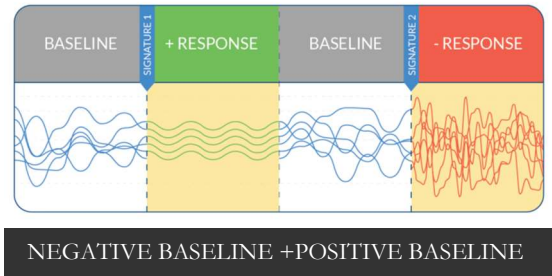 BASELINE
SIGNATURE 1
+ RESPONSE
BASELINE
SIGNATURE 2
- RESPONSE
NEGATIVE BASELINE +POSITIVE BASELINE